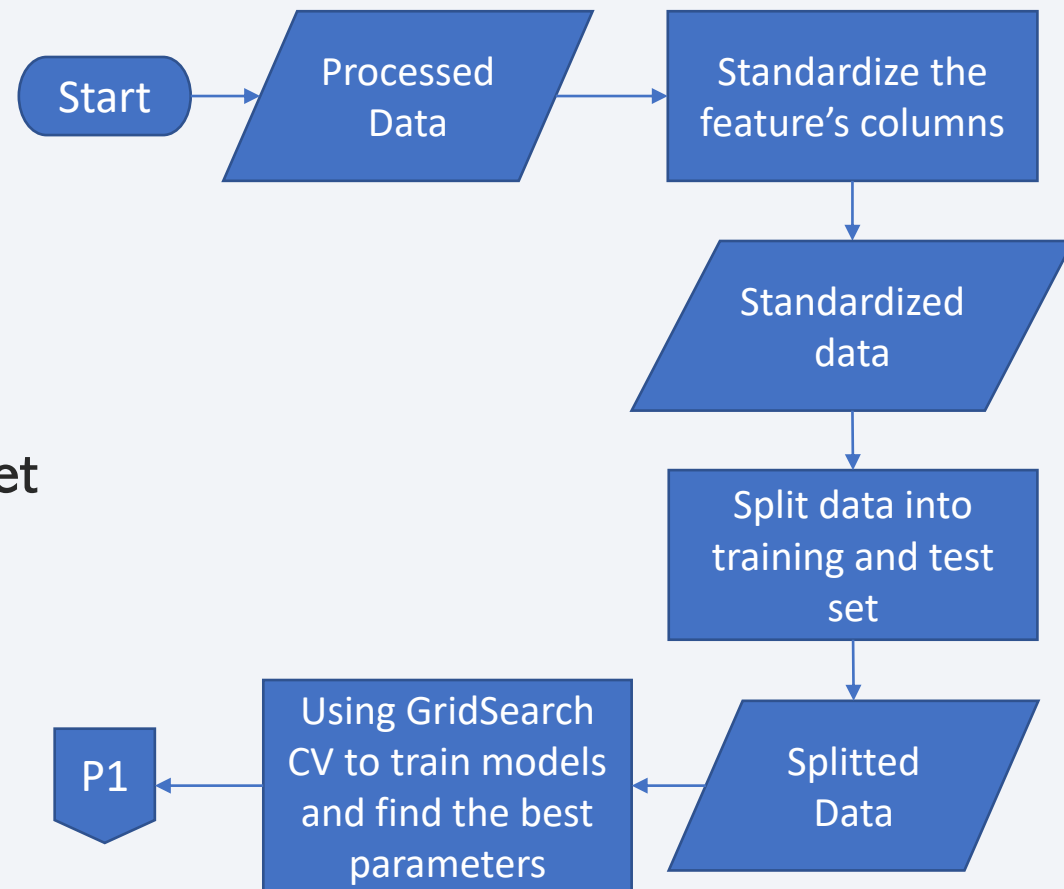 Start
Processed
Data
Standardize the
feature’s columns
Standardized
data
et
Split data into
training and test
set
Splitted
Data
Using GridSearch
CV to train models
and find the best
parameters
P1